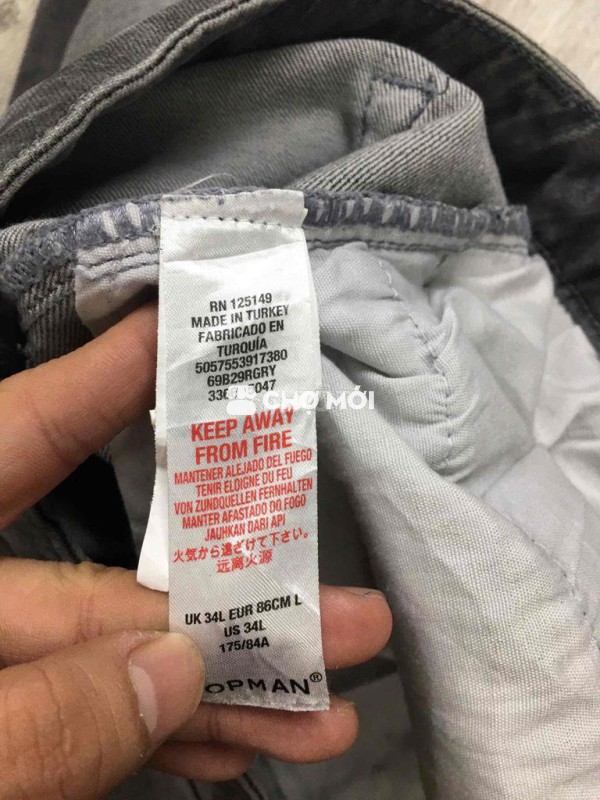 RN 125149
MADE IN TURKEY
FABRICADO EN
TURQUÍA
5057553917380
69B29RGRY
CHỢ MỚI
KEEP AWAY
FROM FIRE
MANTENER ALEJADO DEL FUEGO
TENIR ELOIGNE DU FEU
VON ZUNDQUELLEN FERNHALTEN
MANTER AFASTADO DO FOGO
JAUHKAN DARI API
火気から遠ざけて下さい。
远离火源
UK 34L EUR 86CM L
US 34L
175/84A
OPMAN®